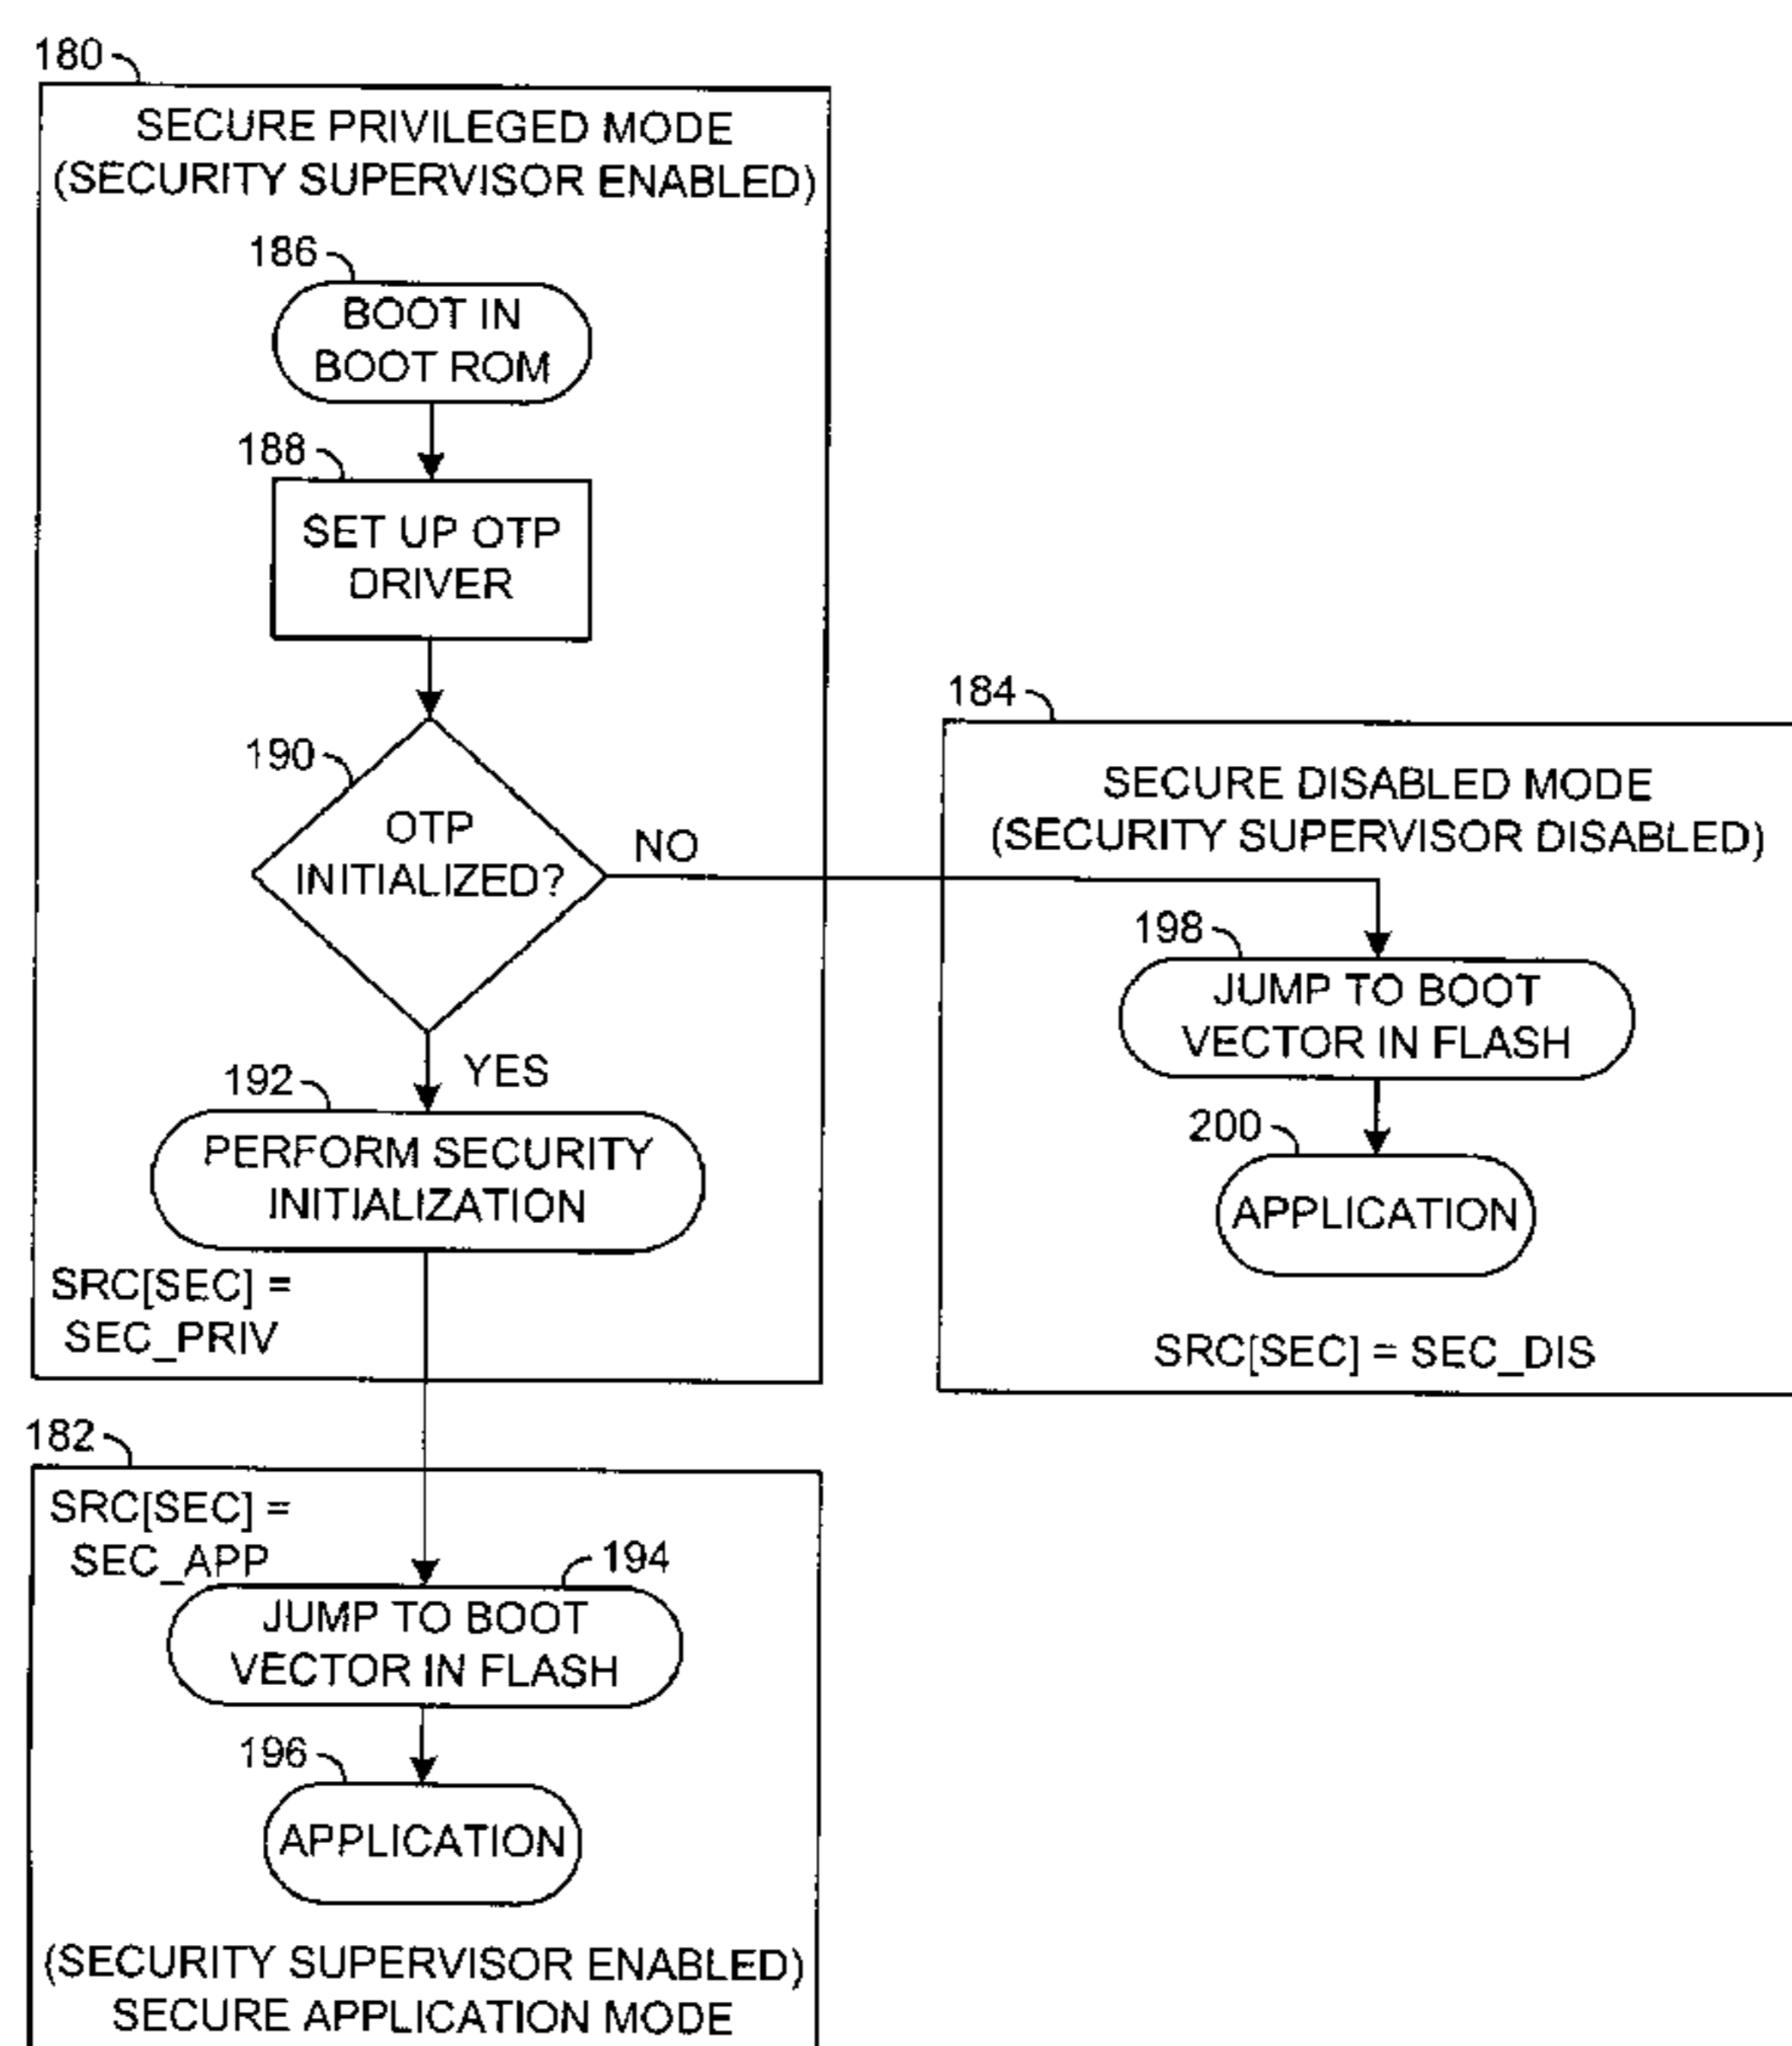 180
SECURE PRIVILEGED MODE
(SECURITY SUPERVISOR ENABLED)
186
BOOT IN
BOOT ROM
188
SET UP OTP
DRIVER
190
OTP
INITIALIZED?
NO
YES
192
PERFORM SECURITY
INITIALIZATION
SRC[SEC] =
SEC_PRIV
184
SECURE DISABLED MODE
(SECURITY SUPERVISOR DISABLED)
198
JUMP TO BOOT
VECTOR IN FLASH
200
APPLICATION
SRC[SEC] = SEC_DIS
182
SRC[SEC] =
SEC_APP
194
JUMP TO BOOT
VECTOR IN FLASH
196
APPLICATION
(SECURITY SUPERVISOR ENABLED)
SECURE APPLICATION MODE